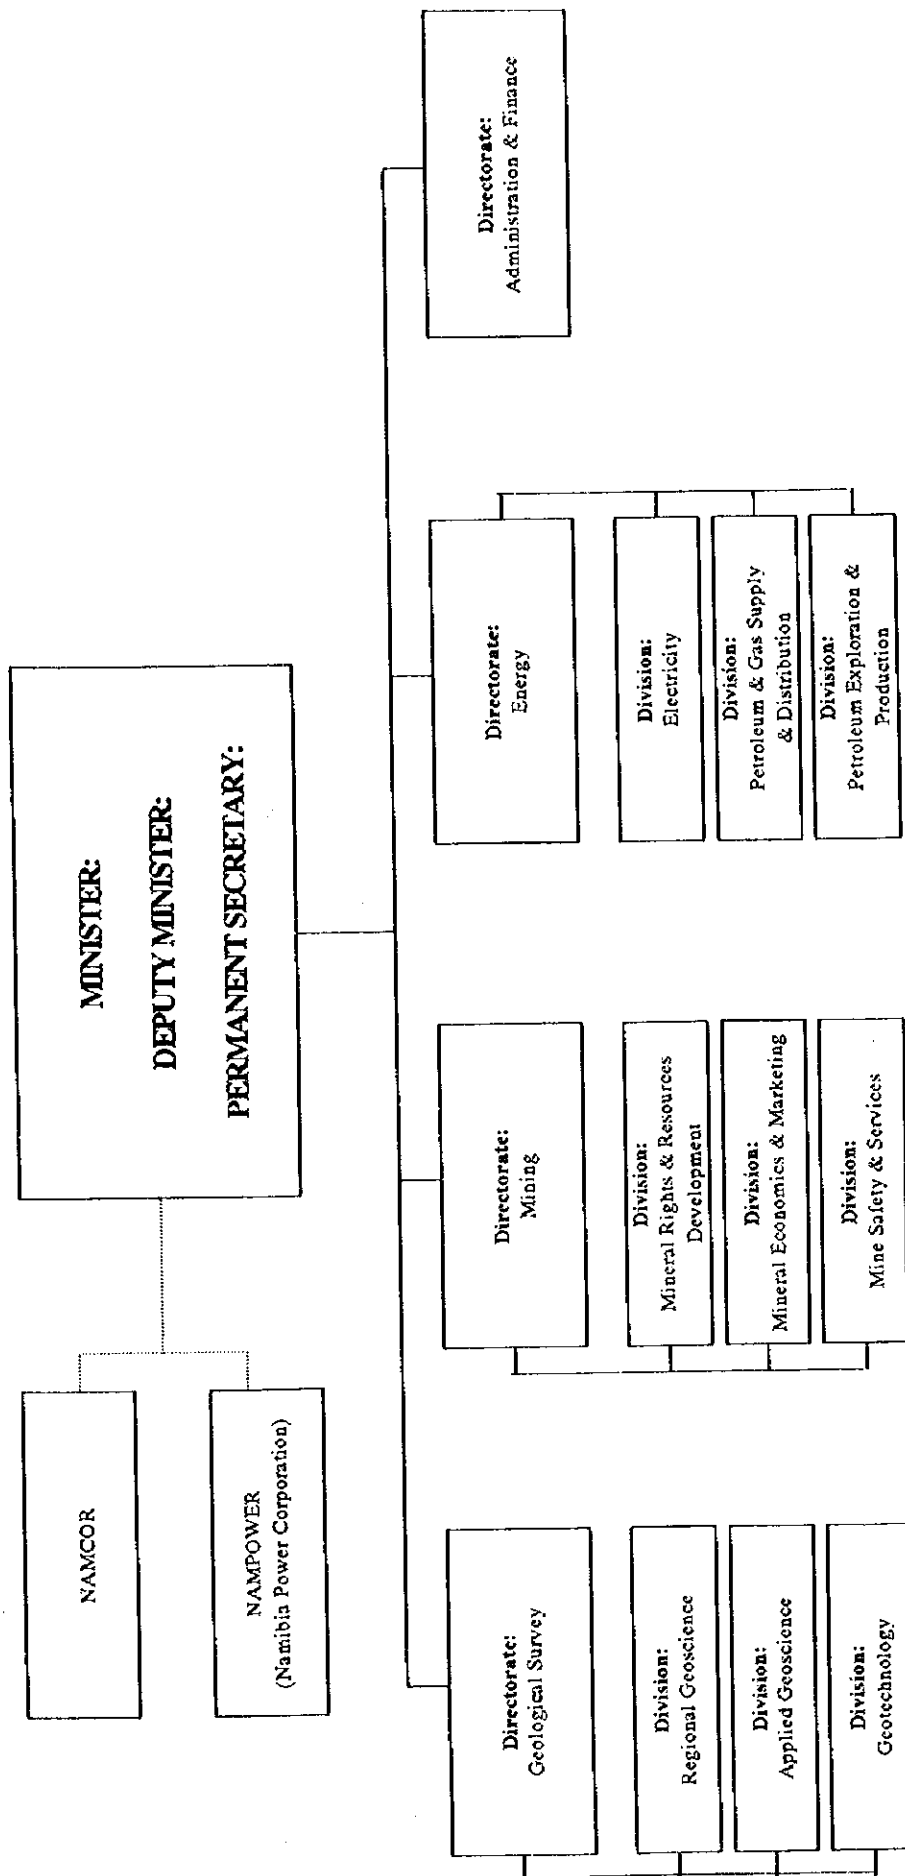 MINISTER:
DEPUTY MINISTER:
PERMANENT SECRETARY:
NAMCOR
NAMPOWER
(Namibia Power Corporation)
Directorate:
Geological Survey
Division:
Regional Geoscience
Division:
Applied Geoscience
Division:
Geotechnology
Directorate:
Mining
Division:
Mineral Rights & Resources
Development
Division:
Mineral Economics & Marketing
Division:
Mine Safety & Services
Directorate:
Energy
Division:
Electricity
Division:
Petroleum & Gas Supply
& Distribution
Division:
Petroleum Exploration &
Production
Directorate:
Administration & Finance